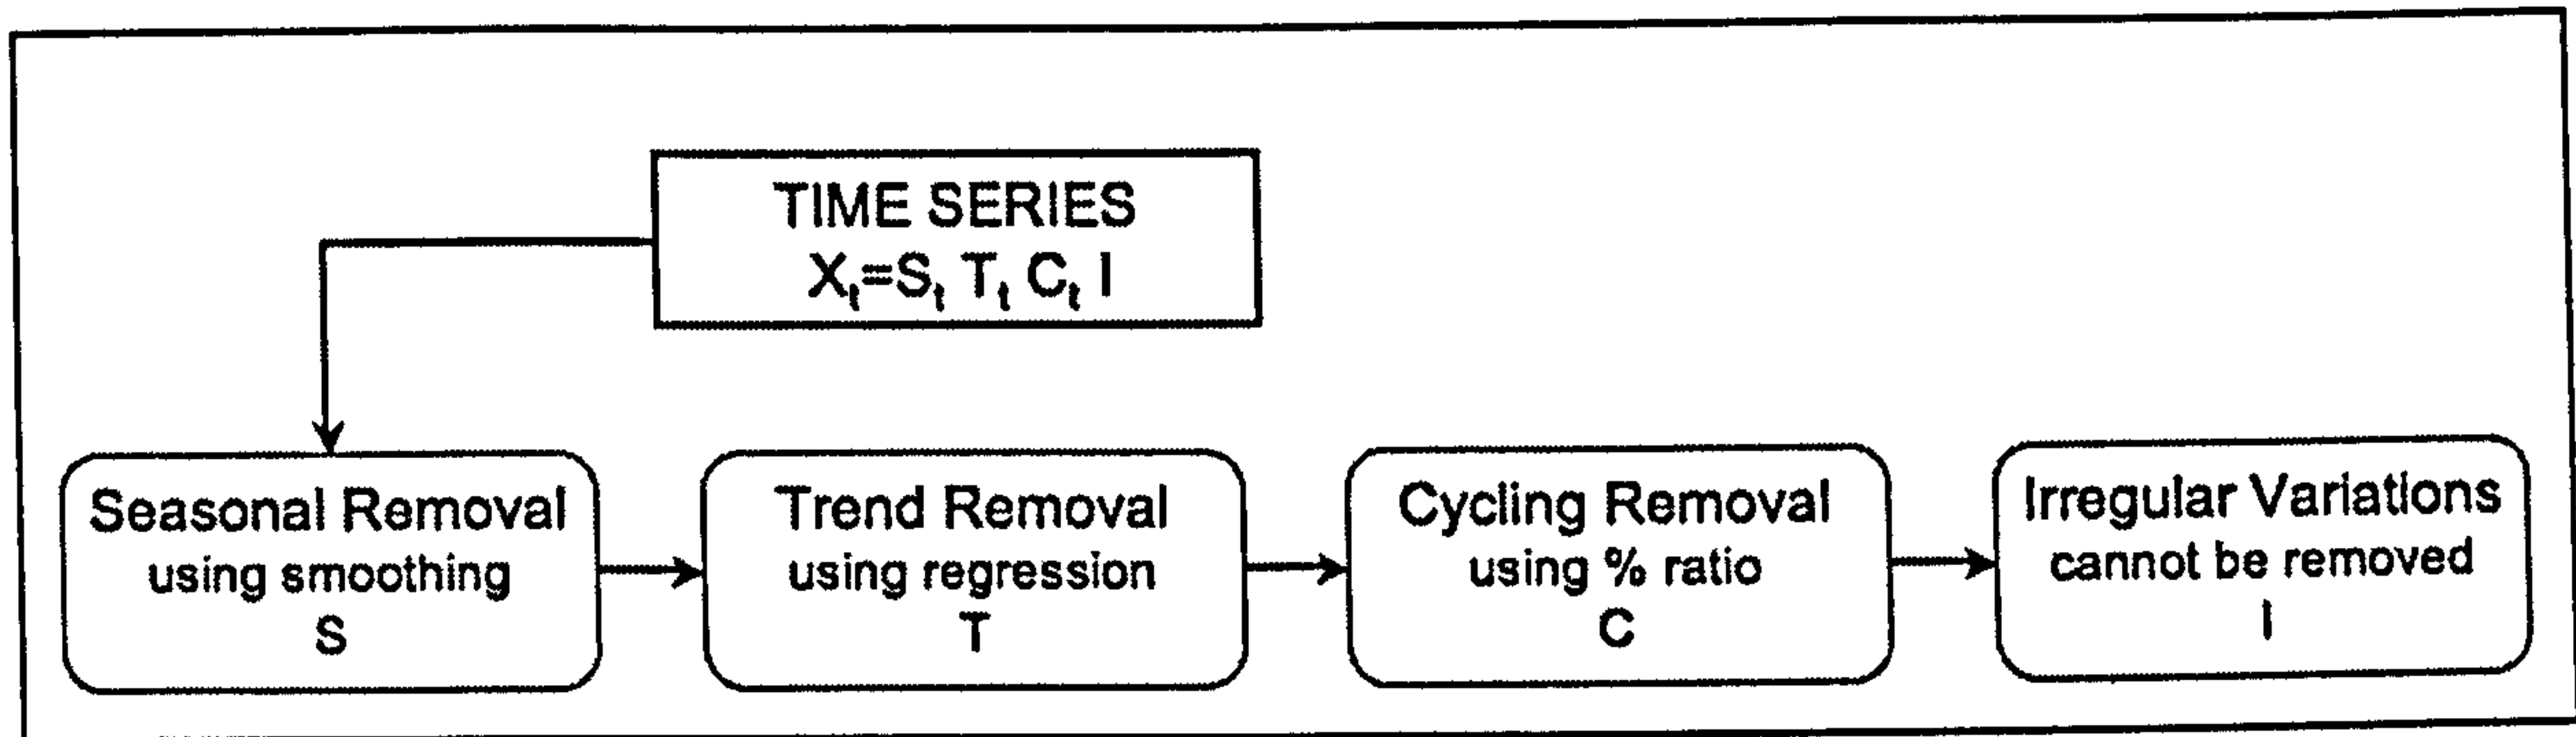 TIME SERIES
Xₜ=Sₜ Tₜ Cₜ I
Seasonal Removal
using smoothing
S
Trend Removal
using regression
T
Cycling Removal
using % ratio
C
Irregular Variations
cannot be removed
I